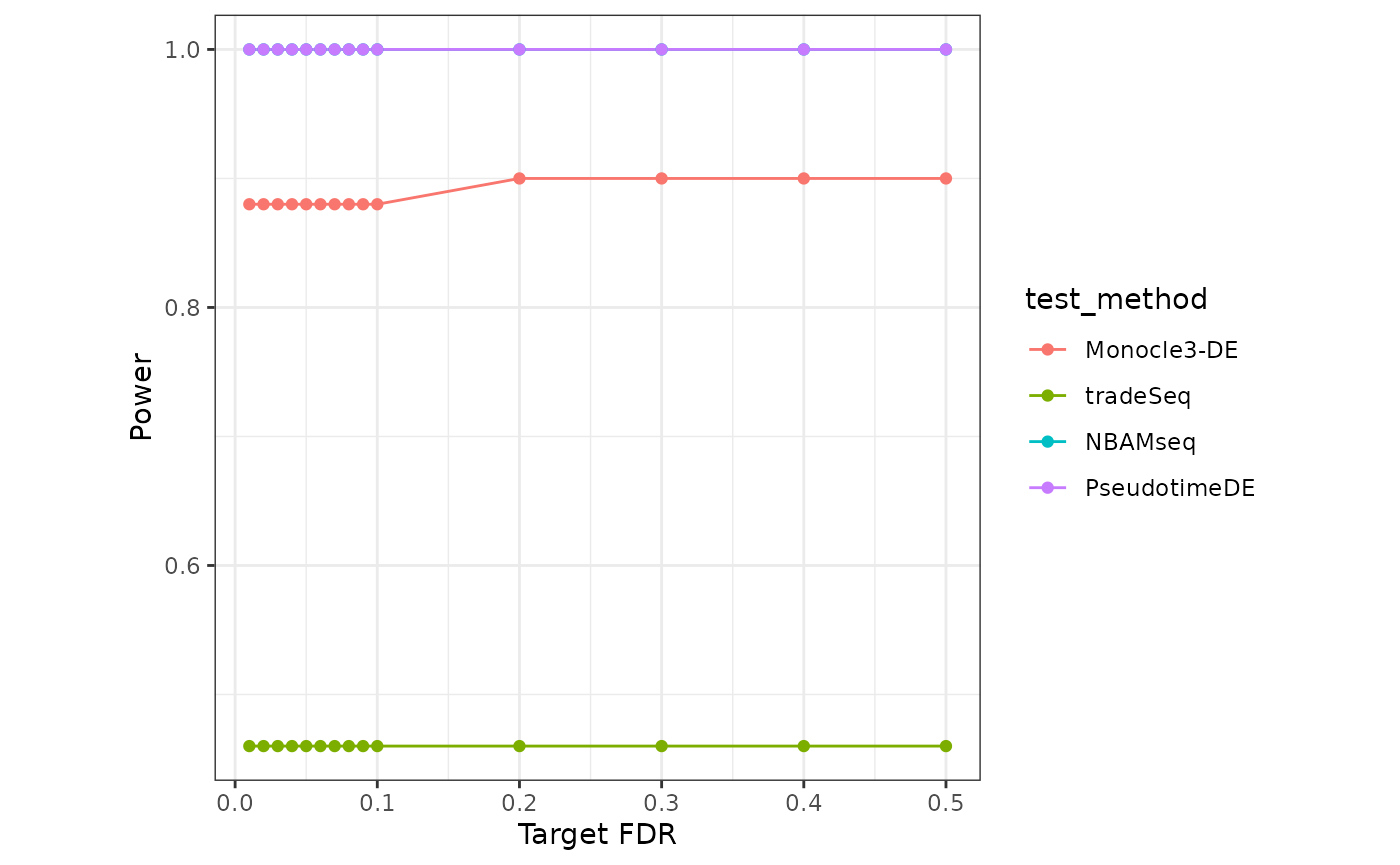 1.0
0.8
0.6
Power
0.0 0.1 0.2 0.3 0.4 0.5
Target FDR
test_method
Monocle3-DE
tradeSeq
NBAMseq
PseudotimeDE